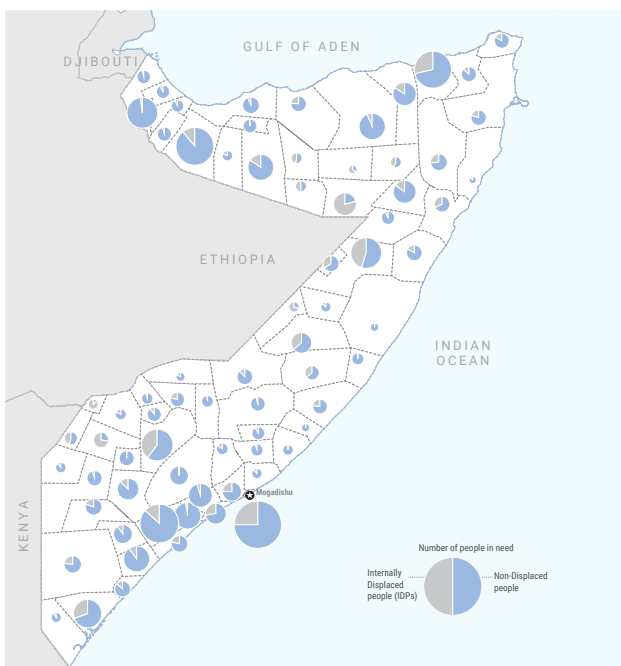 GULF OF ADEN
DJIBOUTI
ETHIOPIA
INDIAN
OCEAN
KENYA
Mogadishu
Number of people in need
Internally
Displaced
people (IDPs)
Non-Displaced
people